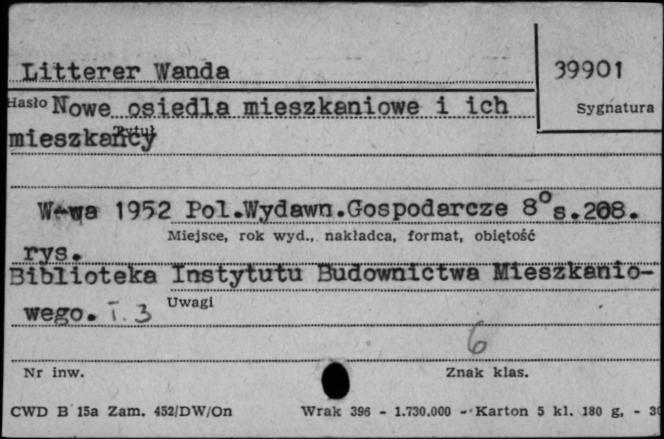 Litterer Wanda
39901
Hasło Nowe osiedla mieszkaniowe i ich
Sygnatura
mieszkańcy
Tytuł
W-wa 1952 Pol.Wydawn.Gospodarcze 8° s.208.
Miejsce, rok wyd., nakładca, format, objętość
rys.
Biblioteka Instytutu Budownictwa Mieszkanio-
Uwagi
wego. T. 3
6
Nr inw.
Znak klas.
CWD B 15a Zam. 452/DW/On Wrak 396 - 1.730.000 - Karton 5 kl. 180 g, -